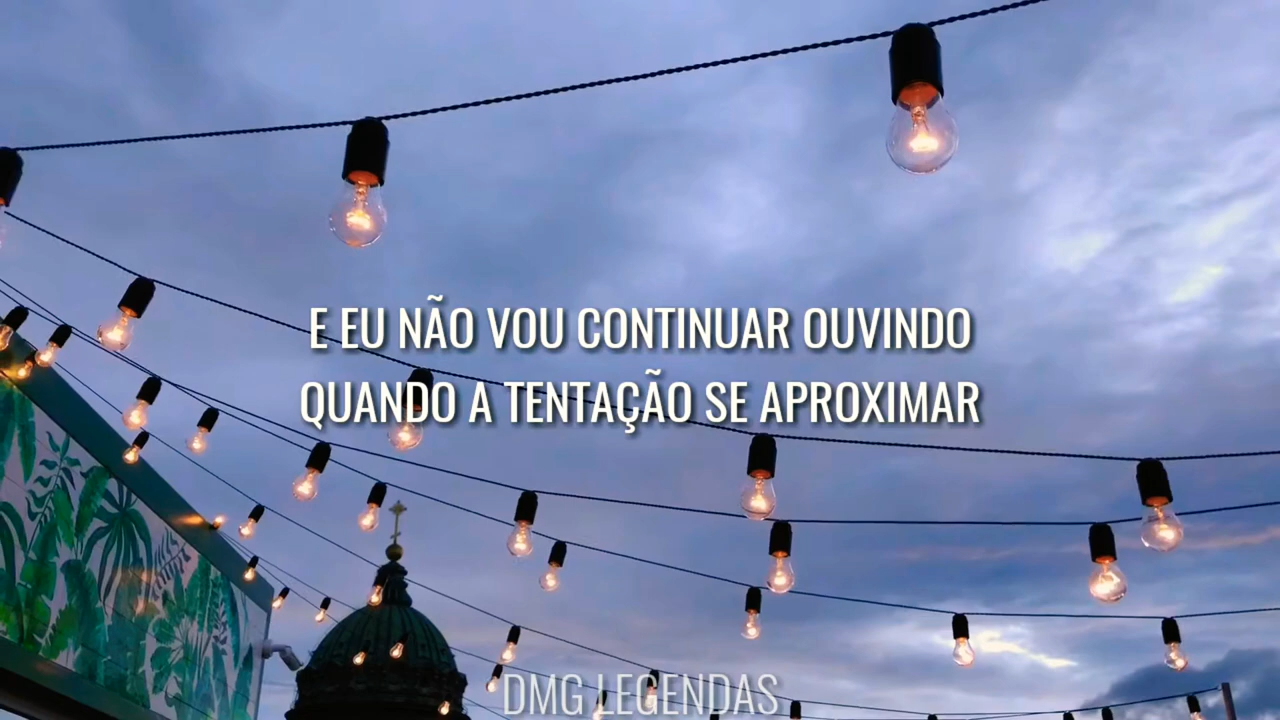 E EU NÃO VOU CONTINUAR OUVINDO
QUANDO A TENTAÇÃO SE APROXIMAR
DMG LEGENDAS